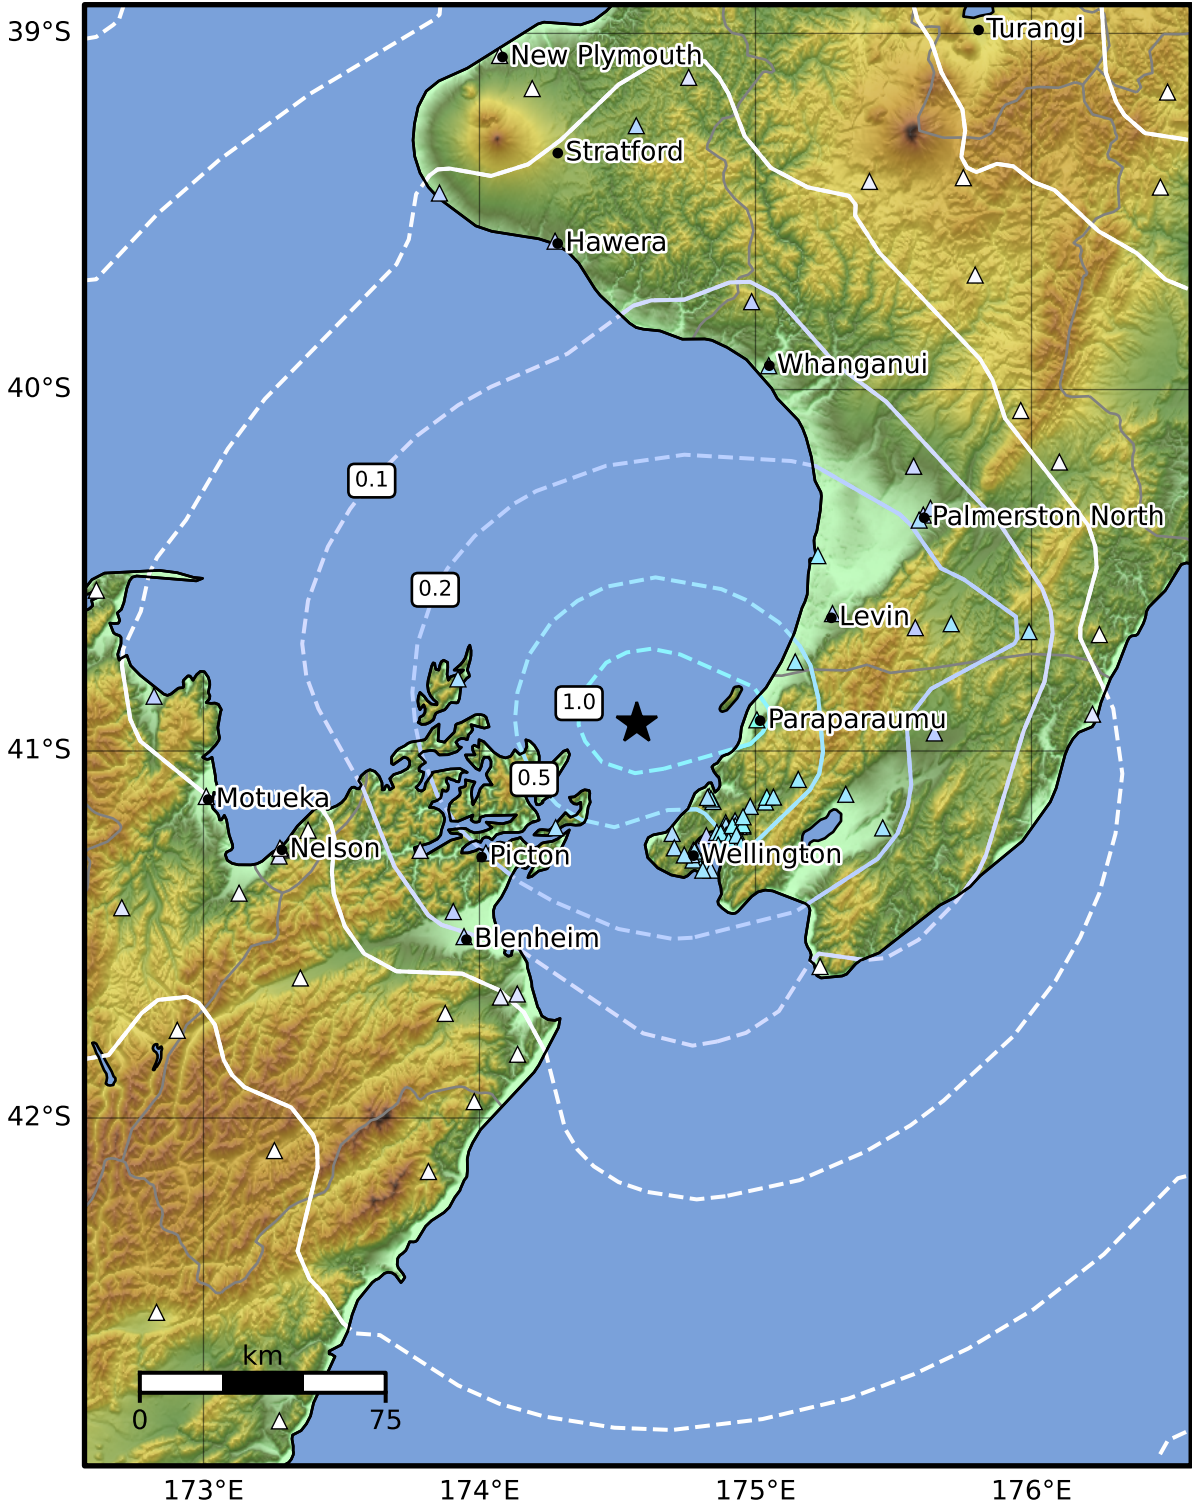 39°S
Turangi
New Plymouth
Stratford
Hawera
Whanganui
40°S
0.1
Palmerston North
0.2
Levin
1.0
Paraparaumu
41°S
0.5
Motueka
Nelson
Picton
Wellington
Blenheim
42°S
km
0 75
173°E 174°E 175°E 176°E